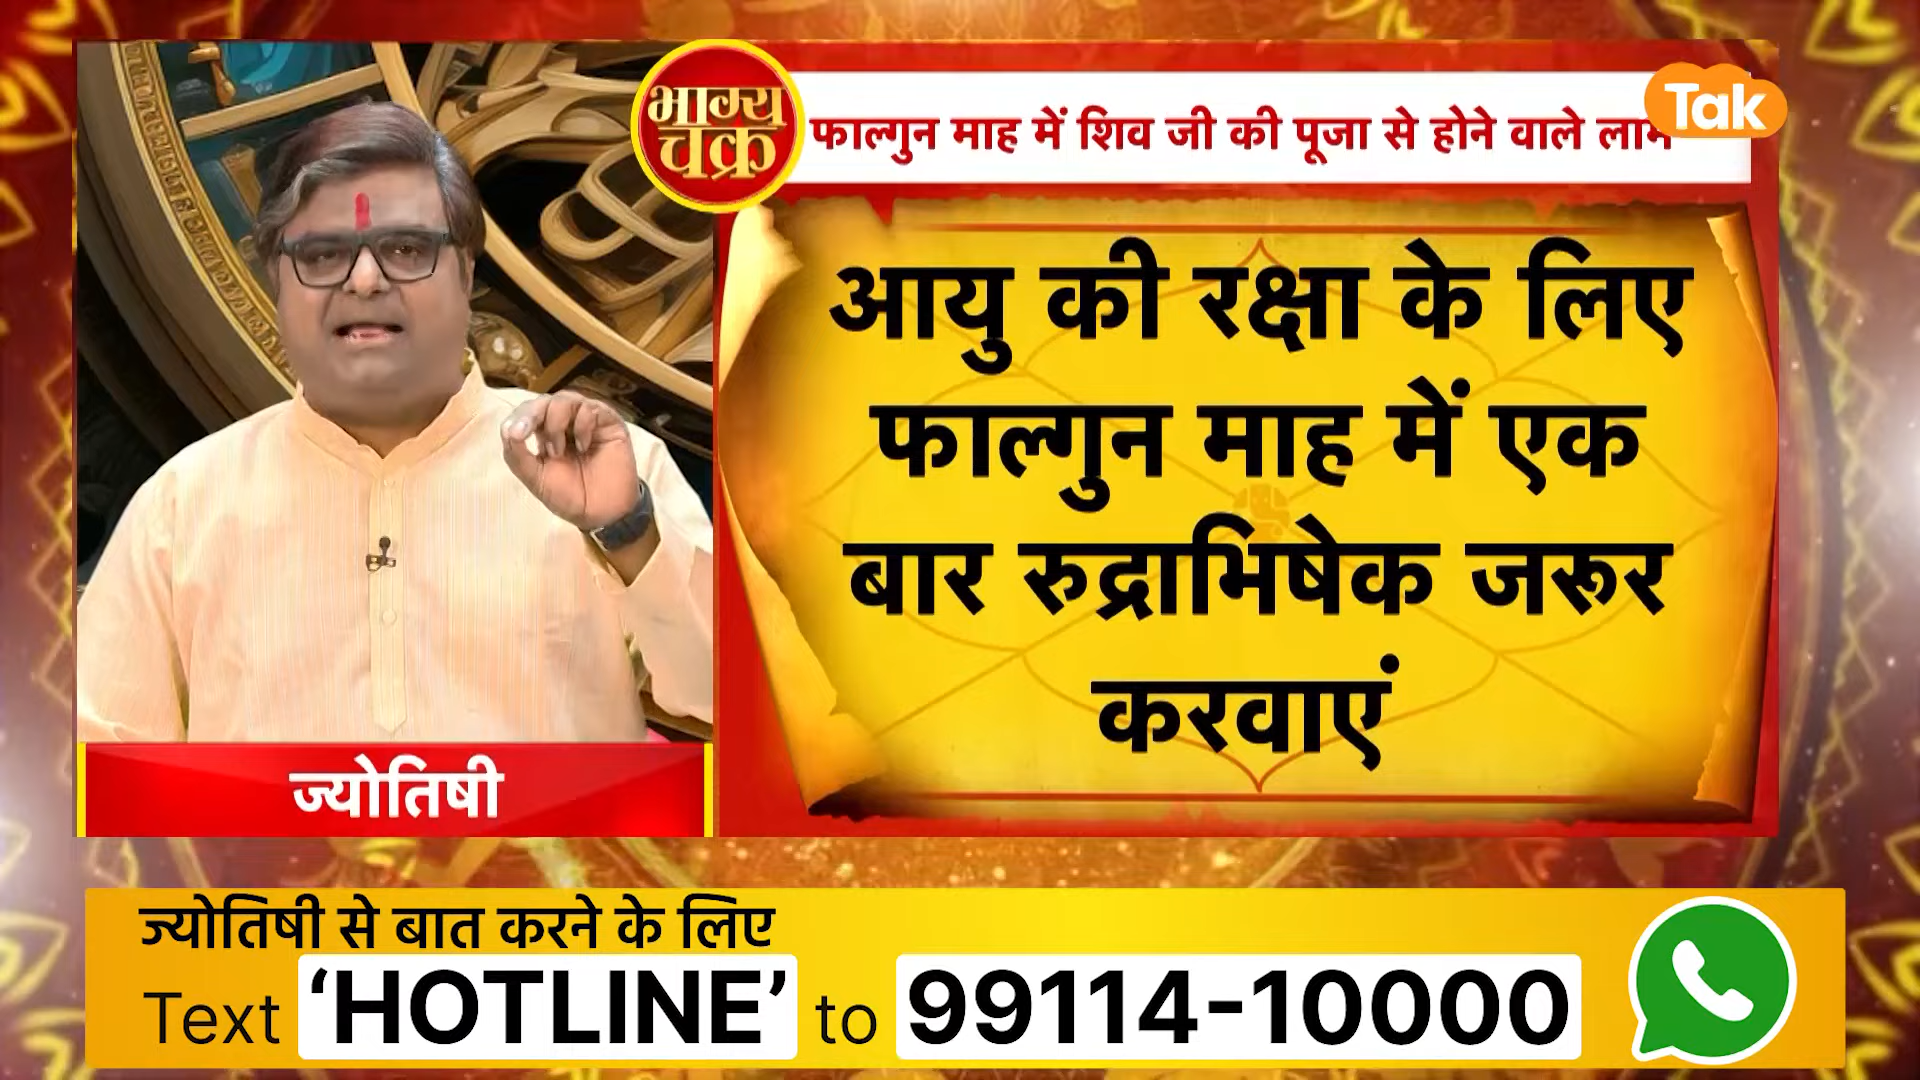 भाग्य
चक्र
फाल्गुन माह में शिव जी की पूजा से होने वाले लाभ
Tak
आयु की रक्षा के लिए
फाल्गुन माह में एक
बार रुद्राभिषेक जरूर
करवाएं
ज्योतिषी
ज्योतिषी से बात करने के लिए
Text ‘HOTLINE’ to 99114-10000